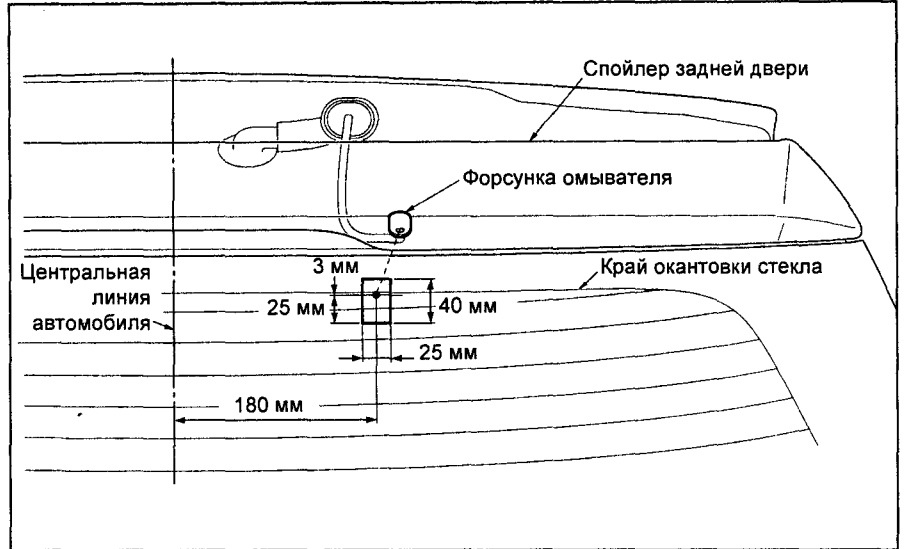 Спойлер задней двери
Форсунка омывателя
Центральная
линия
автомобиля
3 мм
Край окантовки стекла
25 мм
40 мм
25 мм
180 мм